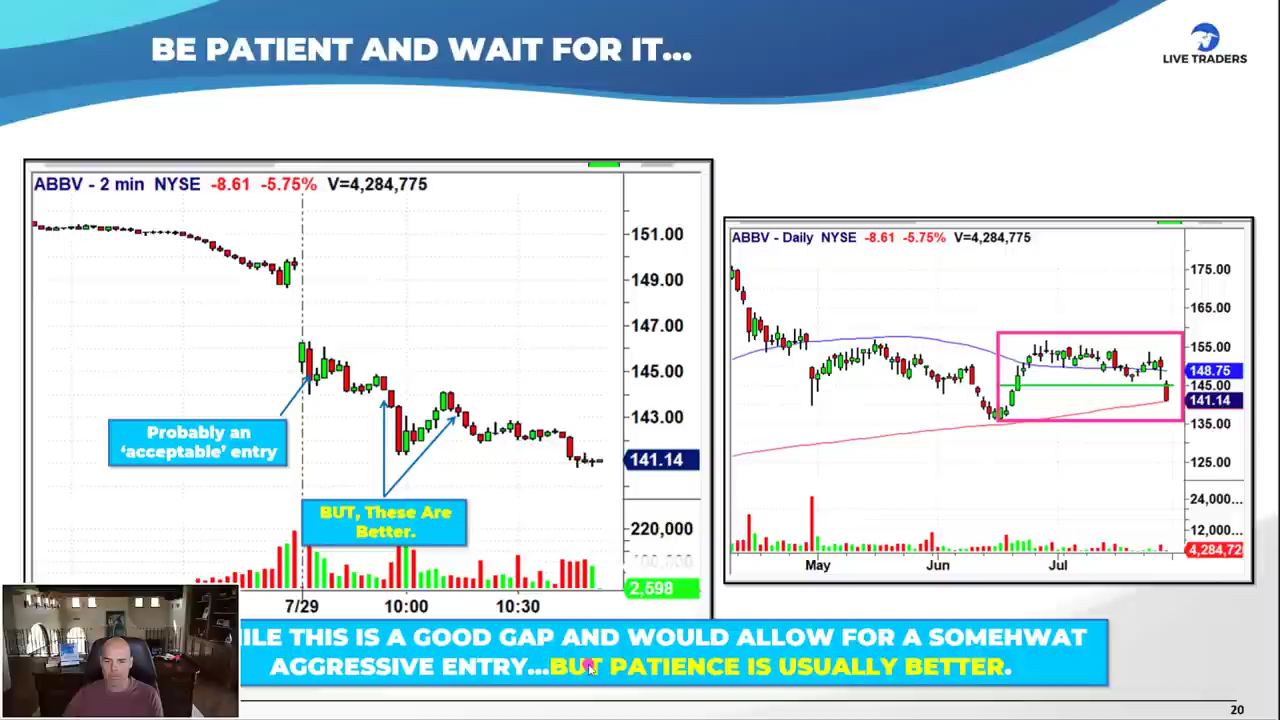 BE PATIENT AND WAIT FOR IT...
LIVE TRADERS
ABBV - 2 min NYSE -8.61 -5.75% V=4,284,775
151.00
149.00
147.00
145.00
143.00
141.14
220,000
100,000
2,598
7/29 10:00 10:30
Probably an
‘acceptable’ entry
BUT, These Are
Better.
ABBV - Daily NYSE -8.61 -5.75% V=4,284,775
175.00
165.00
155.00
148.75
145.00
141.14
135.00
125.00
24,000...
12,000...
4,284,72
May Jun Jul
THIS IS A GOOD GAP AND WOULD ALLOW FOR A SOMEHWAT
AGGRESSIVE ENTRY...BUT PATIENCE IS USUALLY BETTER.
20